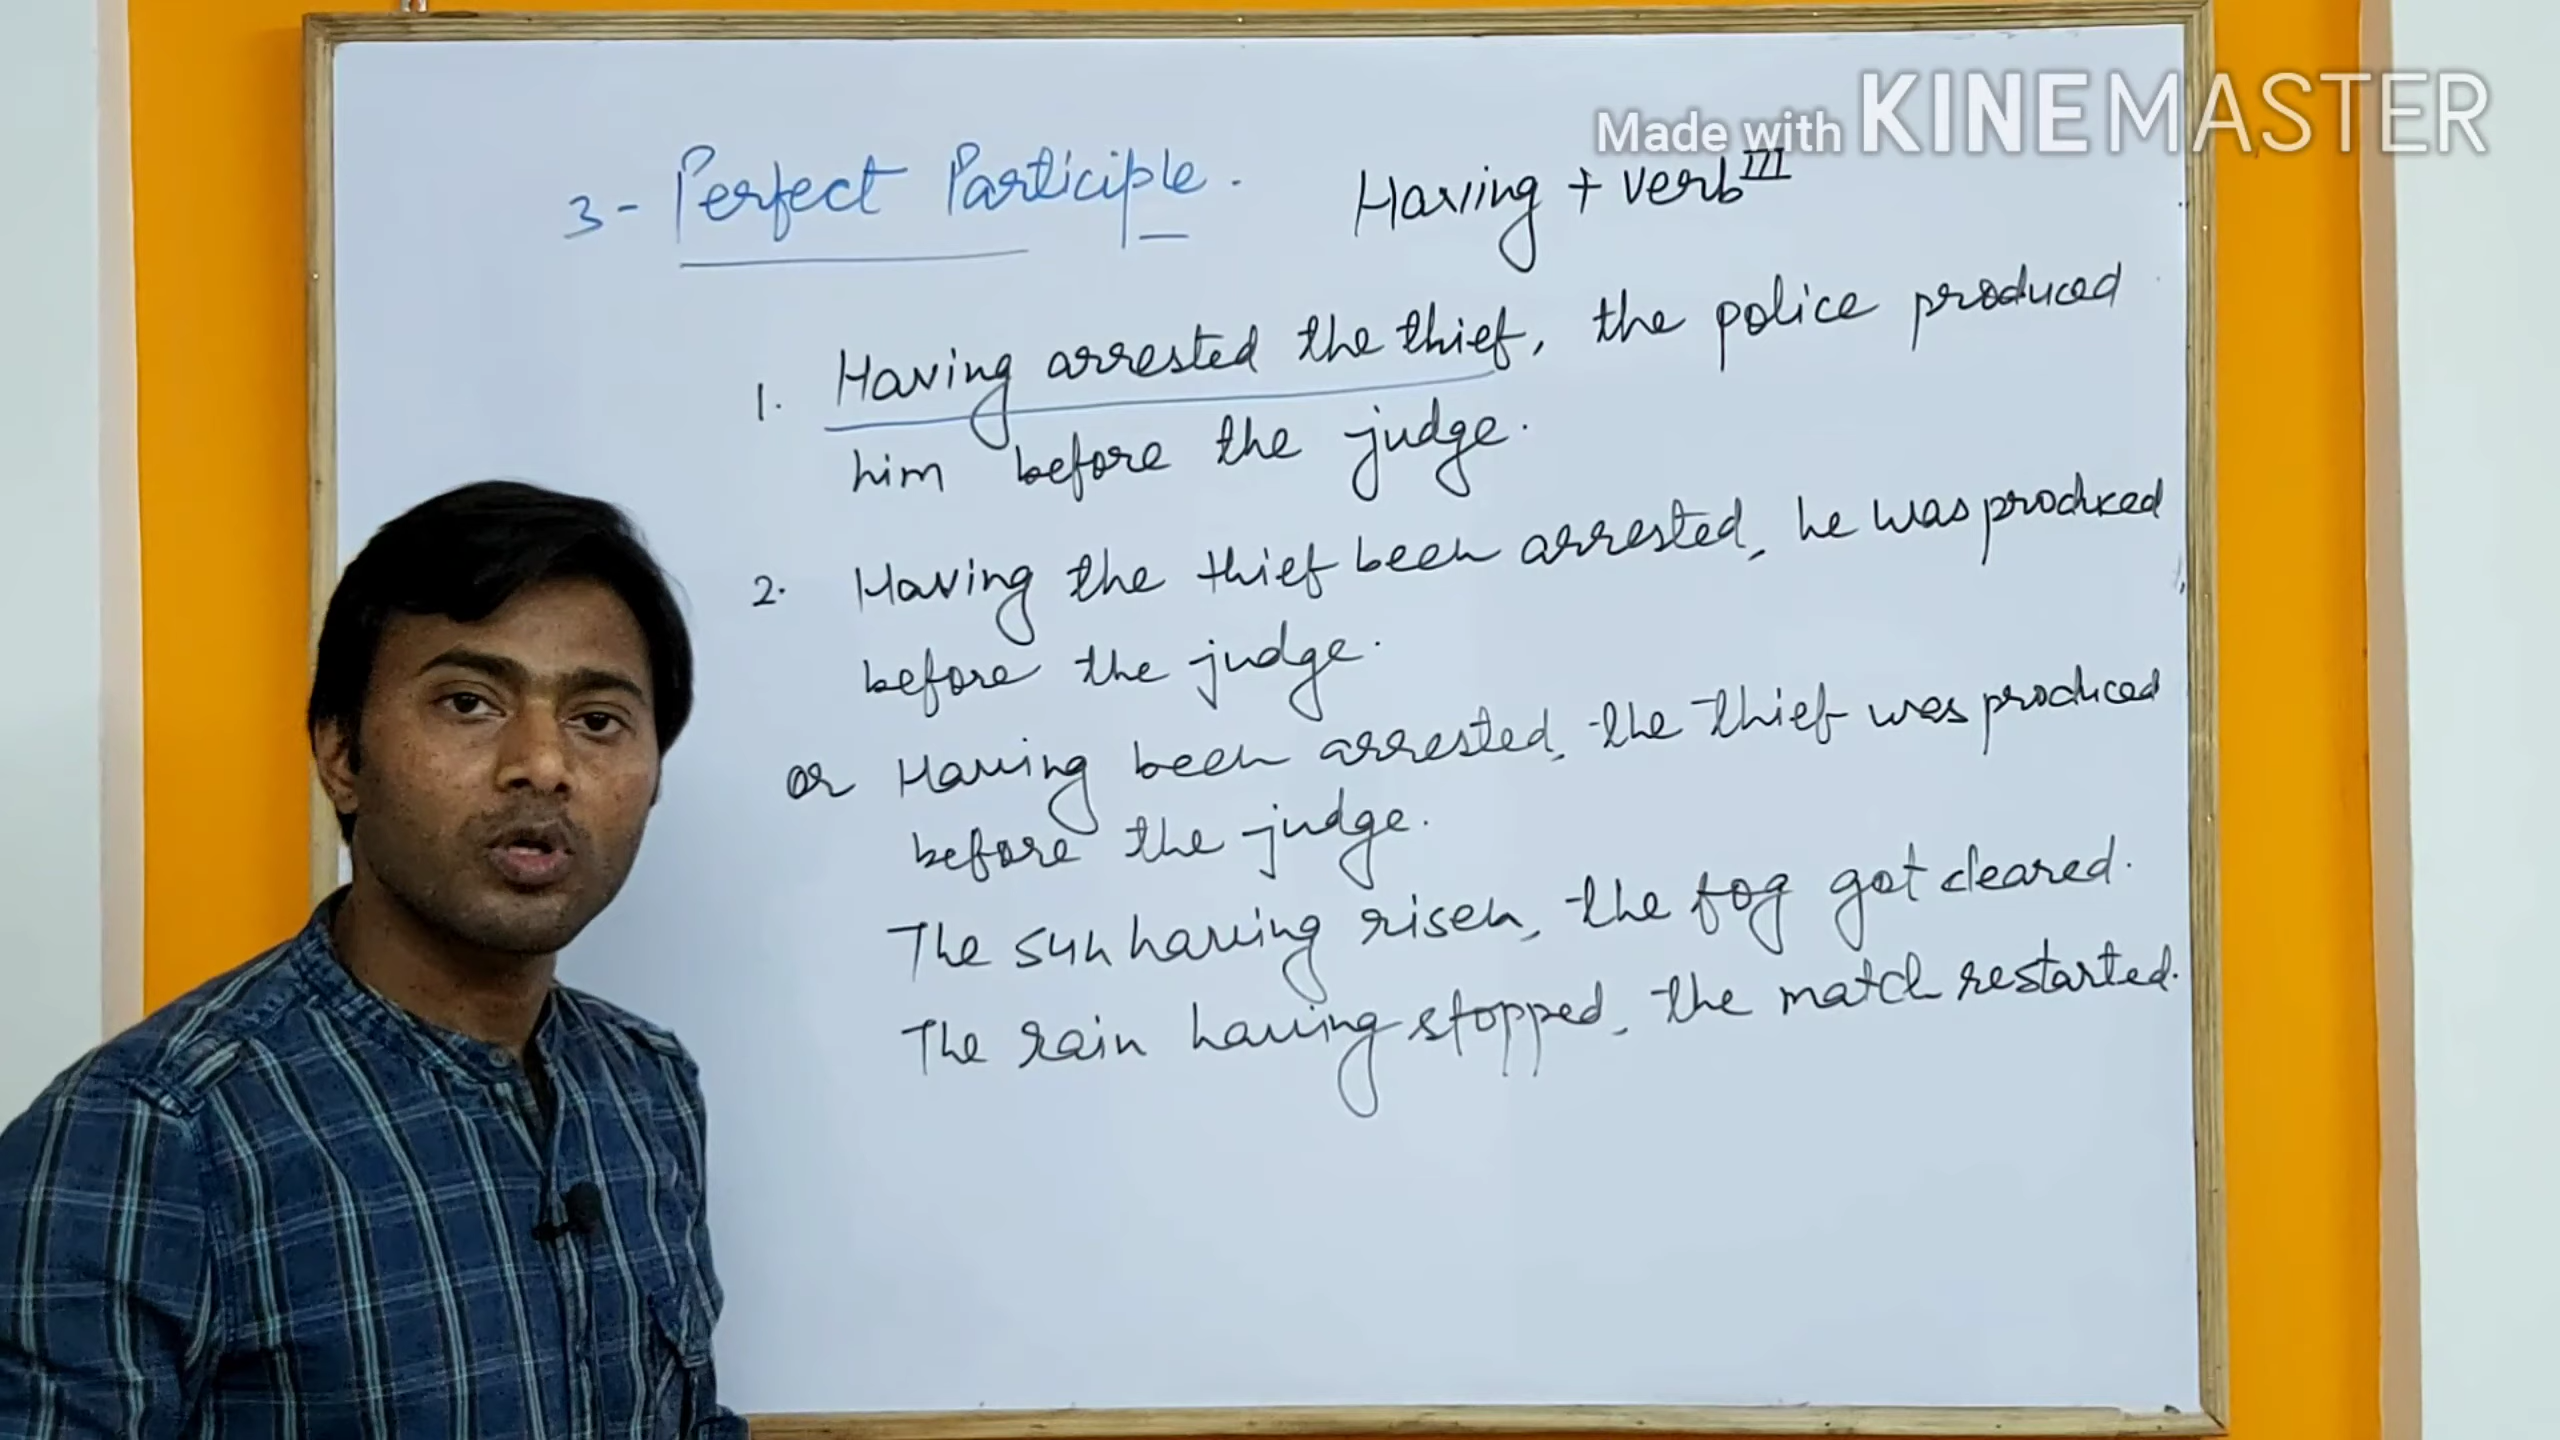 Made with KINEMASTER
3- Perfect Participle. Having + verb III
1. Having arrested the thief, the police produced
him before the judge.
2. Having the thief been arrested, he was produced
before the judge.
or Having been arrested, the thief was produced
before the judge.
The sun having risen, the fog got cleared.
The rain having stopped, the match restarted.